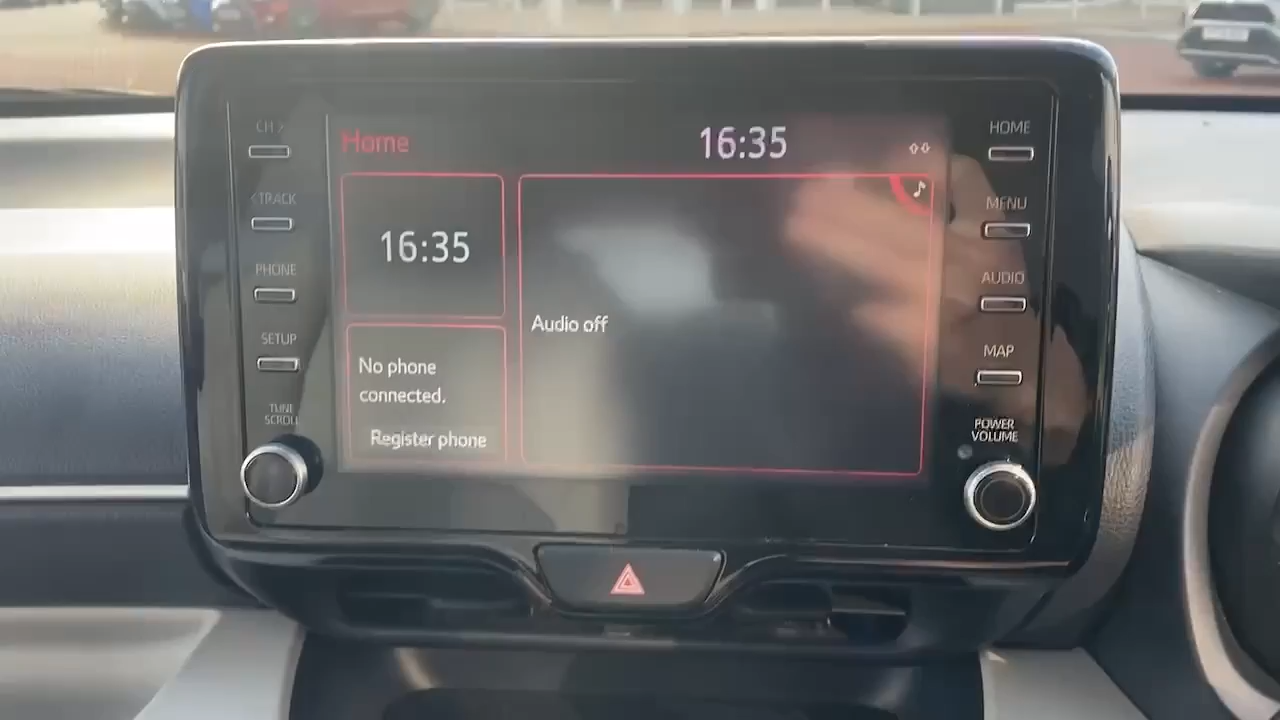 CH >
< TRACK
PHONE
SETUP
TUNE
SCROLL
Home
16:35
16:35
No phone
connected.
Register phone
Audio off
HOME
MENU
AUDIO
MAP
POWER
VOLUME